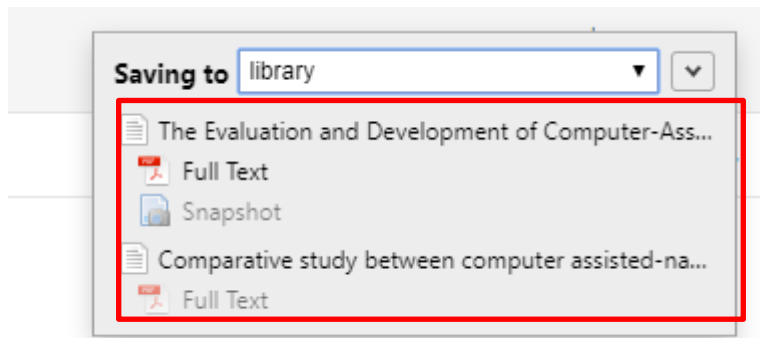 Saving to library
The Evaluation and Development of Computer-Ass...
Full Text
Snapshot
Comparative study between computer assisted-na...
Full Text